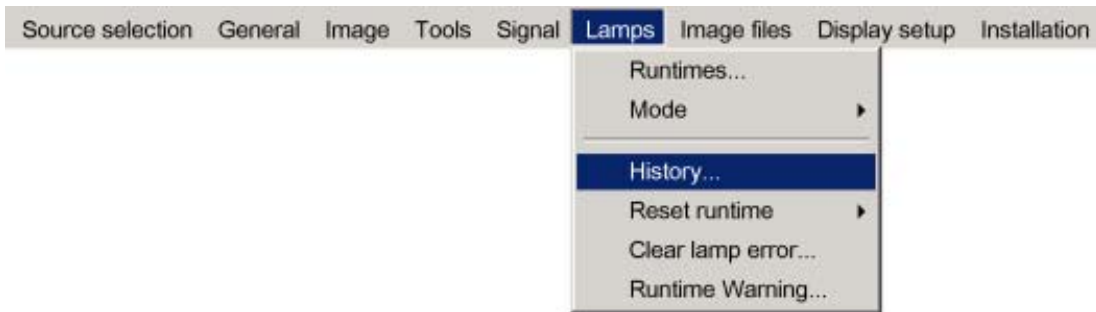 Source selection General Image Tools Signal Lamps Image files Display setup Installation
Runtimes...
Mode
History...
Reset runtime
Clear lamp error...
Runtime Warning...